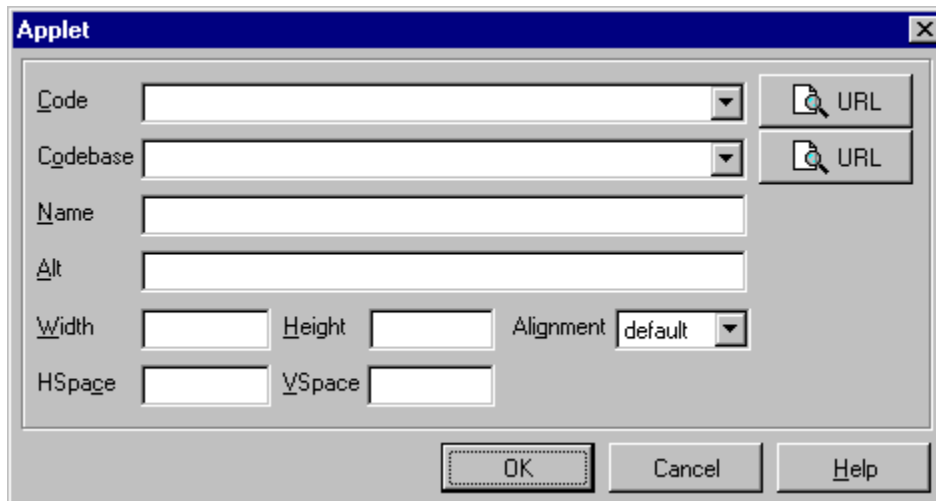 Applet
Code URL
Codebase URL
Name
Alt
Width Height Alignment default
HSpace VSpace
OK Cancel Help